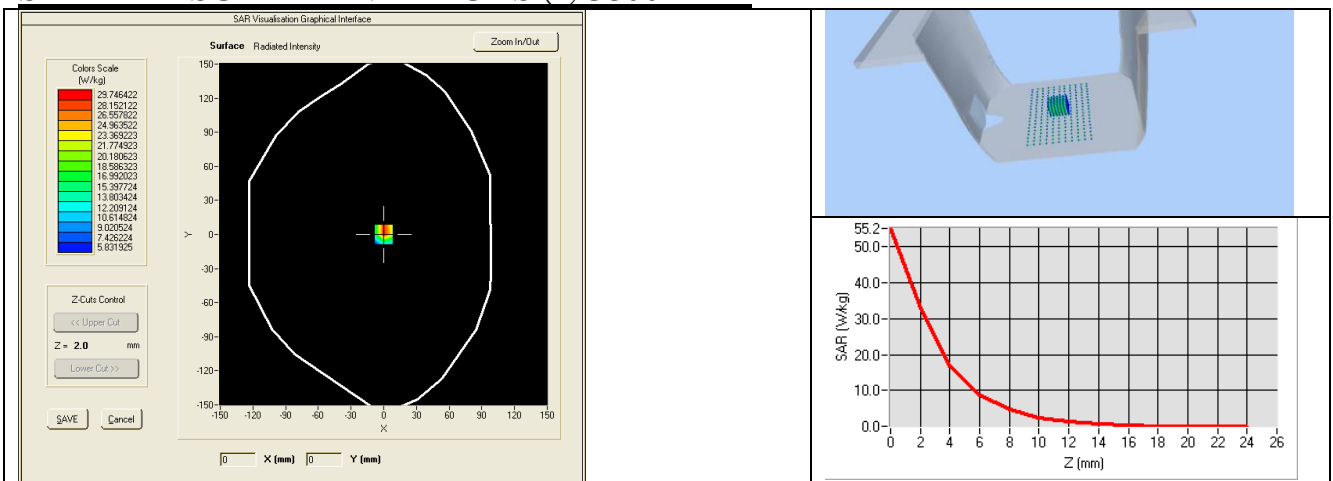 SAR Visualisation Graphical Interface
Surface Radiated Intensity
Zoom In/Out
Colors Scale
(W/kg)
29.746422
28.152122
26.557822
24.963522
23.369223
21.774923
20.180623
18.586323
16.992023
15.397724
13.803424
12.209124
10.614824
9.020524
7.426224
5.831925
Z-Cuts Control
<< Upper Cut
Z = 2.0 mm
Lower Cut >>
SAVE Cancel
150
120
90
60
30
0
-30
-60
-90
-120
-150
Y
-150 -120 -90 -60 -30 0 30 60 90 120 150
X
0 X (mm) 0 Y (mm)
55.2
50.0
40.0
30.0
20.0
10.0
0.0
SAR (W/kg)
0 2 4 6 8 10 12 14 16 18 20 22 24 26
Z (mm)